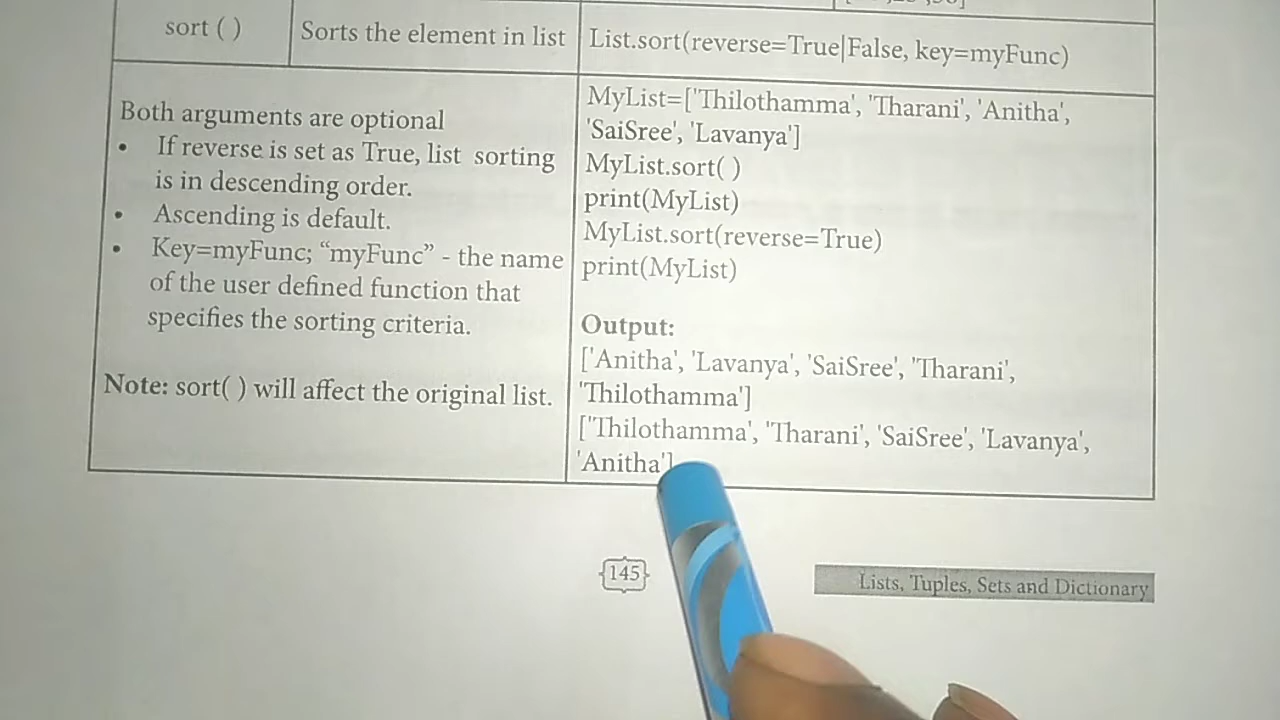 sort ( ) Sorts the element in list List.sort(reverse=True|False, key=myFunc)
Both arguments are optional
• If reverse is set as True, list sorting
is in descending order.
• Ascending is default.
• Key=myFunc; “myFunc” - the name
of the user defined function that
specifies the sorting criteria.
Note: sort( ) will affect the original list.
MyList=['Thilothamma', 'Tharani', 'Anitha',
'SaiSree', 'Lavanya']
MyList.sort( )
print(MyList)
MyList.sort(reverse=True)
print(MyList)
Output:
['Anitha', 'Lavanya', 'SaiSree', 'Tharani',
'Thilothamma']
['Thilothamma', 'Tharani', 'SaiSree', 'Lavanya',
'Anitha']
145
Lists, Tuples, Sets and Dictionary